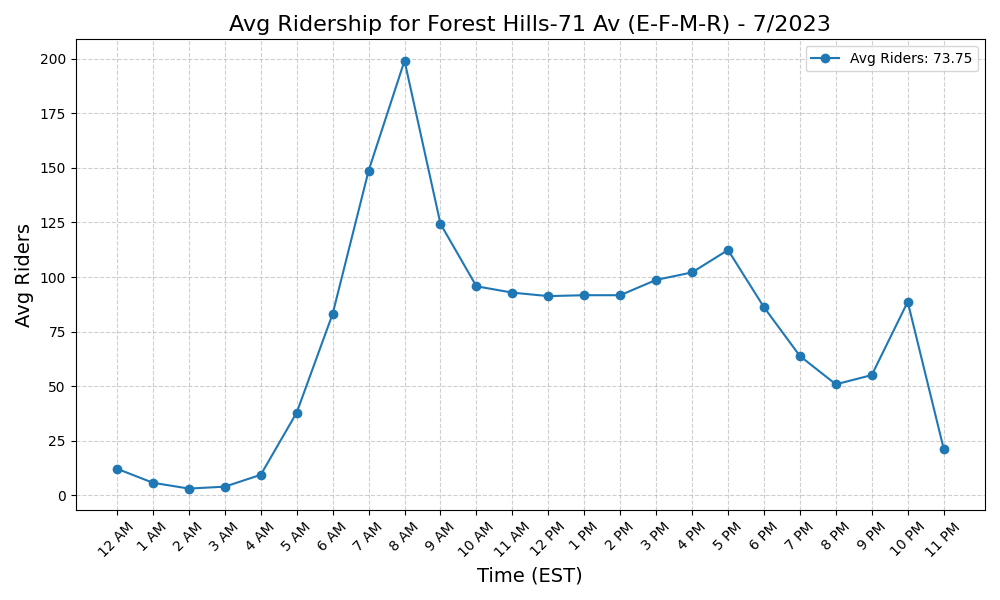 Avg Ridership for Forest Hills-71 Av (E-F-M-R) - 7/2023
Avg Riders: 73.75
Avg Riders
200
175
150
125
100
75
50
25
0
12 AM
1 AM
2 AM
3 AM
4 AM
5 AM
6 AM
7 AM
8 AM
9 AM
10 AM
11 AM
12 PM
1 PM
2 PM
3 PM
4 PM
5 PM
6 PM
7 PM
8 PM
9 PM
10 PM
11 PM
Time (EST)